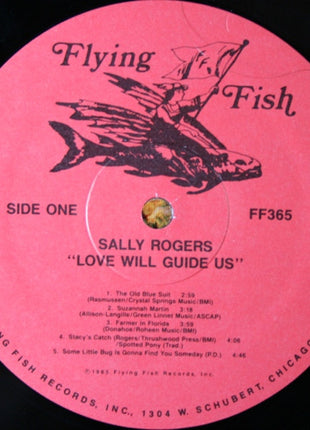 Flying
Fish
SIDE ONE
FF365
SALLY ROGERS
"LOVE WILL GUIDE US"
1. The Old Blue Suit 2:59
(Rasmussen/Crystal Springs Music/BMI)
2. Suzannah Martin 3:18
(Allison-Langille/Green Linnet Music/ASCAP)
3. Farmer in Florida 3:59
(Donahoe/Roheen Music/BMI)
4. Stacy's Catch (Rogers/Thrushwood Press/BMI) 4:06
/Spotted Pony (Trad.)
5. Some Little Bug is Gonna Find You Someday (P.D.) 4:46
©1985 Flying Fish Records, Inc.
FISH RECORDS, INC., 1304 W. SCHUBERT, CHICAGO